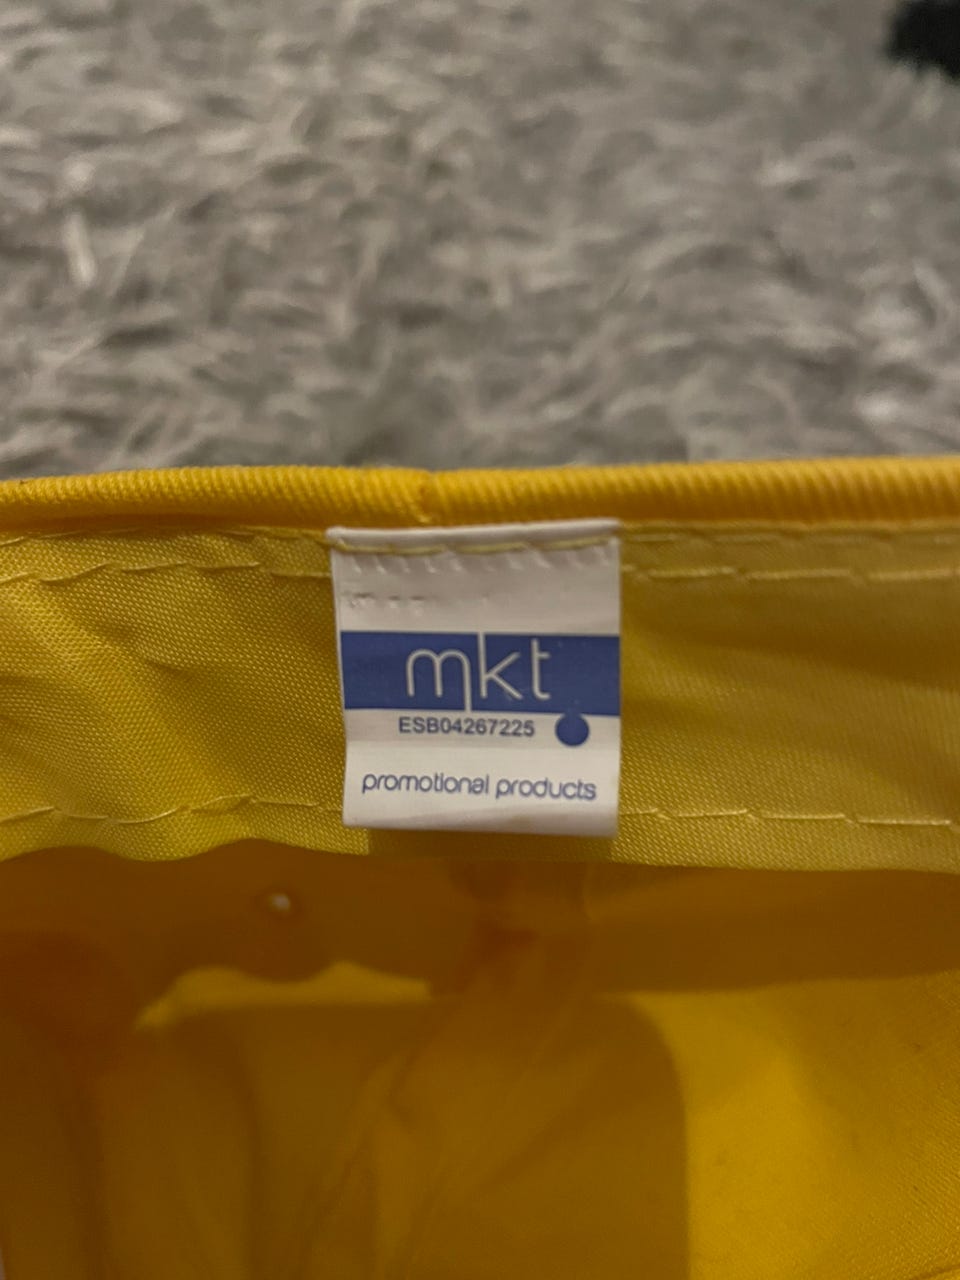 mkt
ESB04267225
promotional products